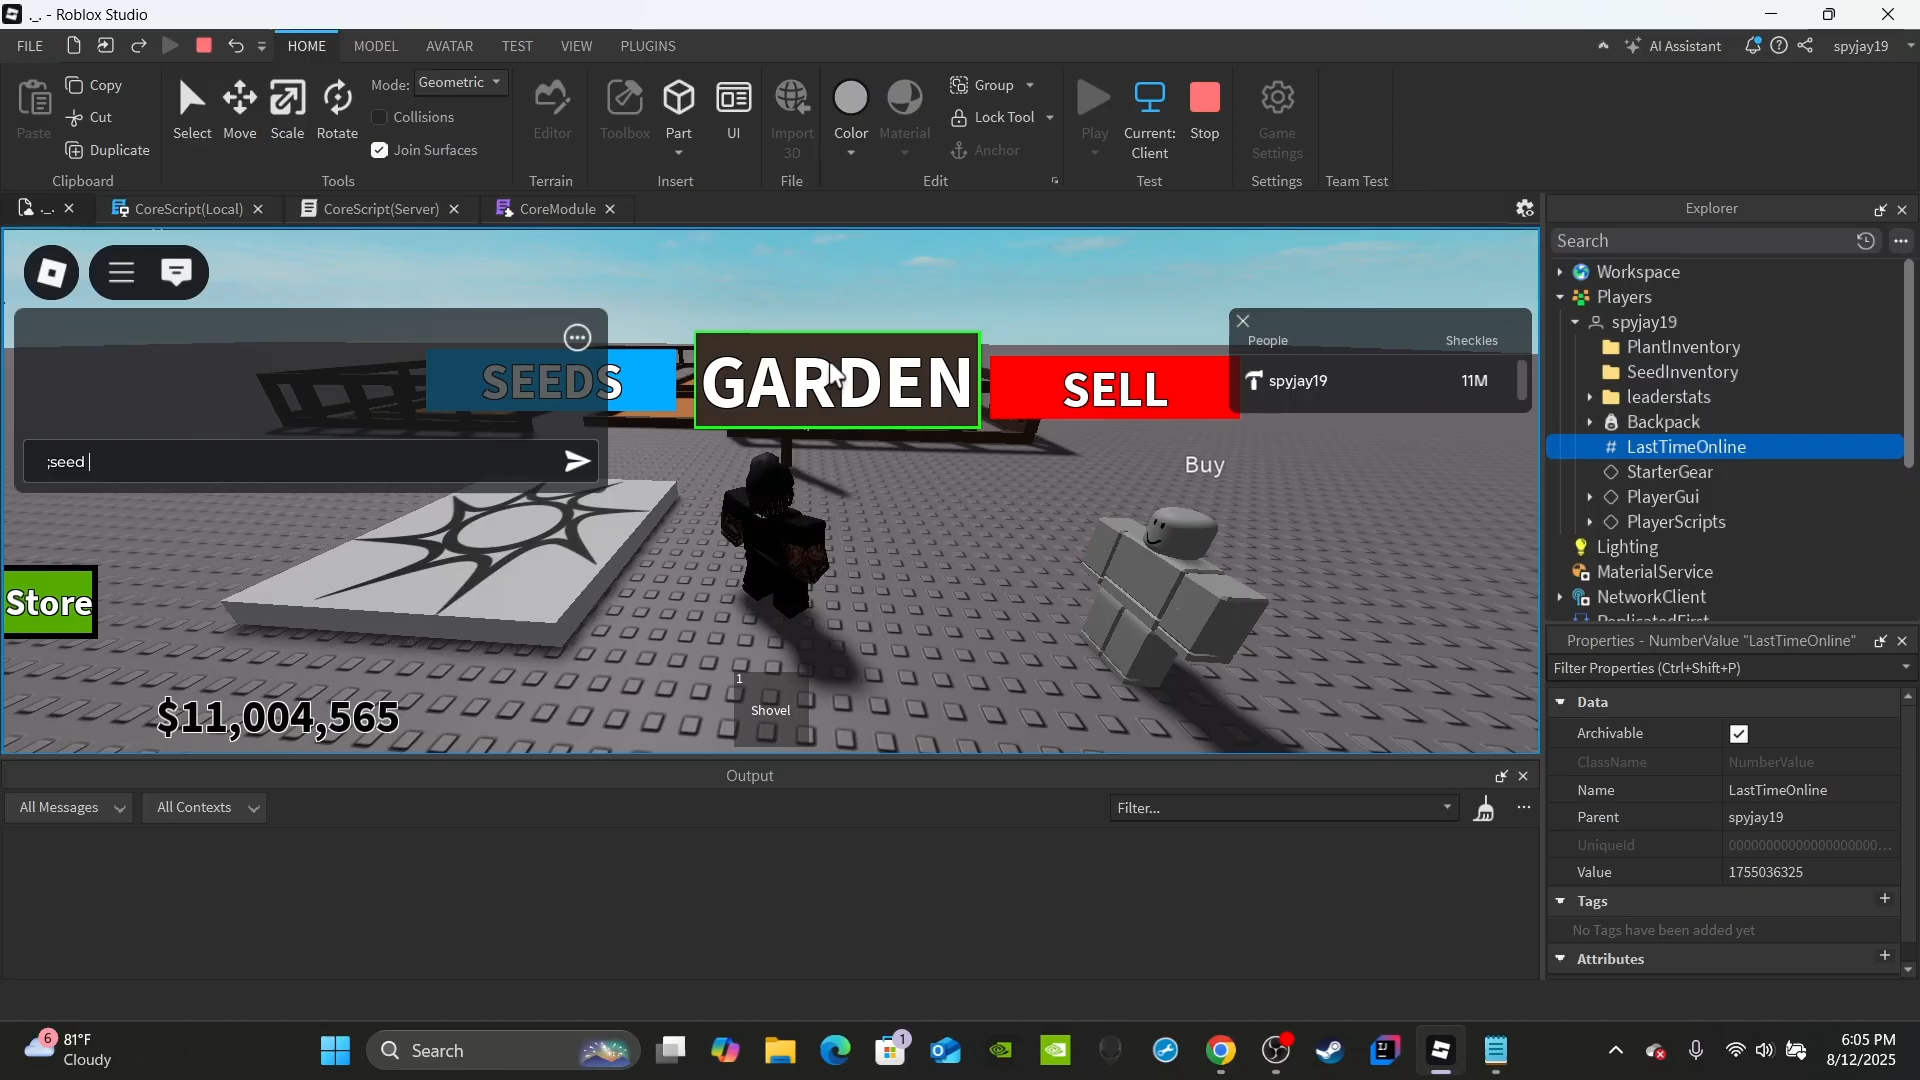 ._. - Roblox Studio
FILE
HOME
MODEL
AVATAR
TEST
VIEW
PLUGINS
AI Assistant
spyjay19
Paste
Copy
Cut
Duplicate
Clipboard
Select
Move
Scale
Rotate
Mode: Geometric
Collisions
Join Surfaces
Tools
Editor
Terrain
Toolbox
Part
UI
Insert
Import
3D
File
Color
Material
Group
Lock Tool
Anchor
Edit
Play
Current:
Client
Stop
Test
Game
Settings
Settings
Team Test
._.
CoreScript(Local)
CoreScript(Server)
CoreModule
SEEDS
GARDEN
SELL
;seed
People
Sheckles
spyjay19
11M
Buy
Store
$11,004,565
1
Shovel
Explorer
Search
Workspace
Players
spyjay19
PlantInventory
SeedInventory
leaderstats
Backpack
LastTimeOnline
StarterGear
PlayerGui
PlayerScripts
Lighting
MaterialService
NetworkClient
ReplicatedFirst
Properties - NumberValue "LastTimeOnline"
Filter Properties (Ctrl+Shift+P)
Data
Archivable
ClassName NumberValue
Name LastTimeOnline
Parent spyjay19
UniqueId 00000000000000000000...
Value 1755036325
Tags
No Tags have been added yet
Attributes
Output
All Messages
All Contexts
Filter...
6
81°F
Cloudy
Search
1
6:05 PM
8/12/2025